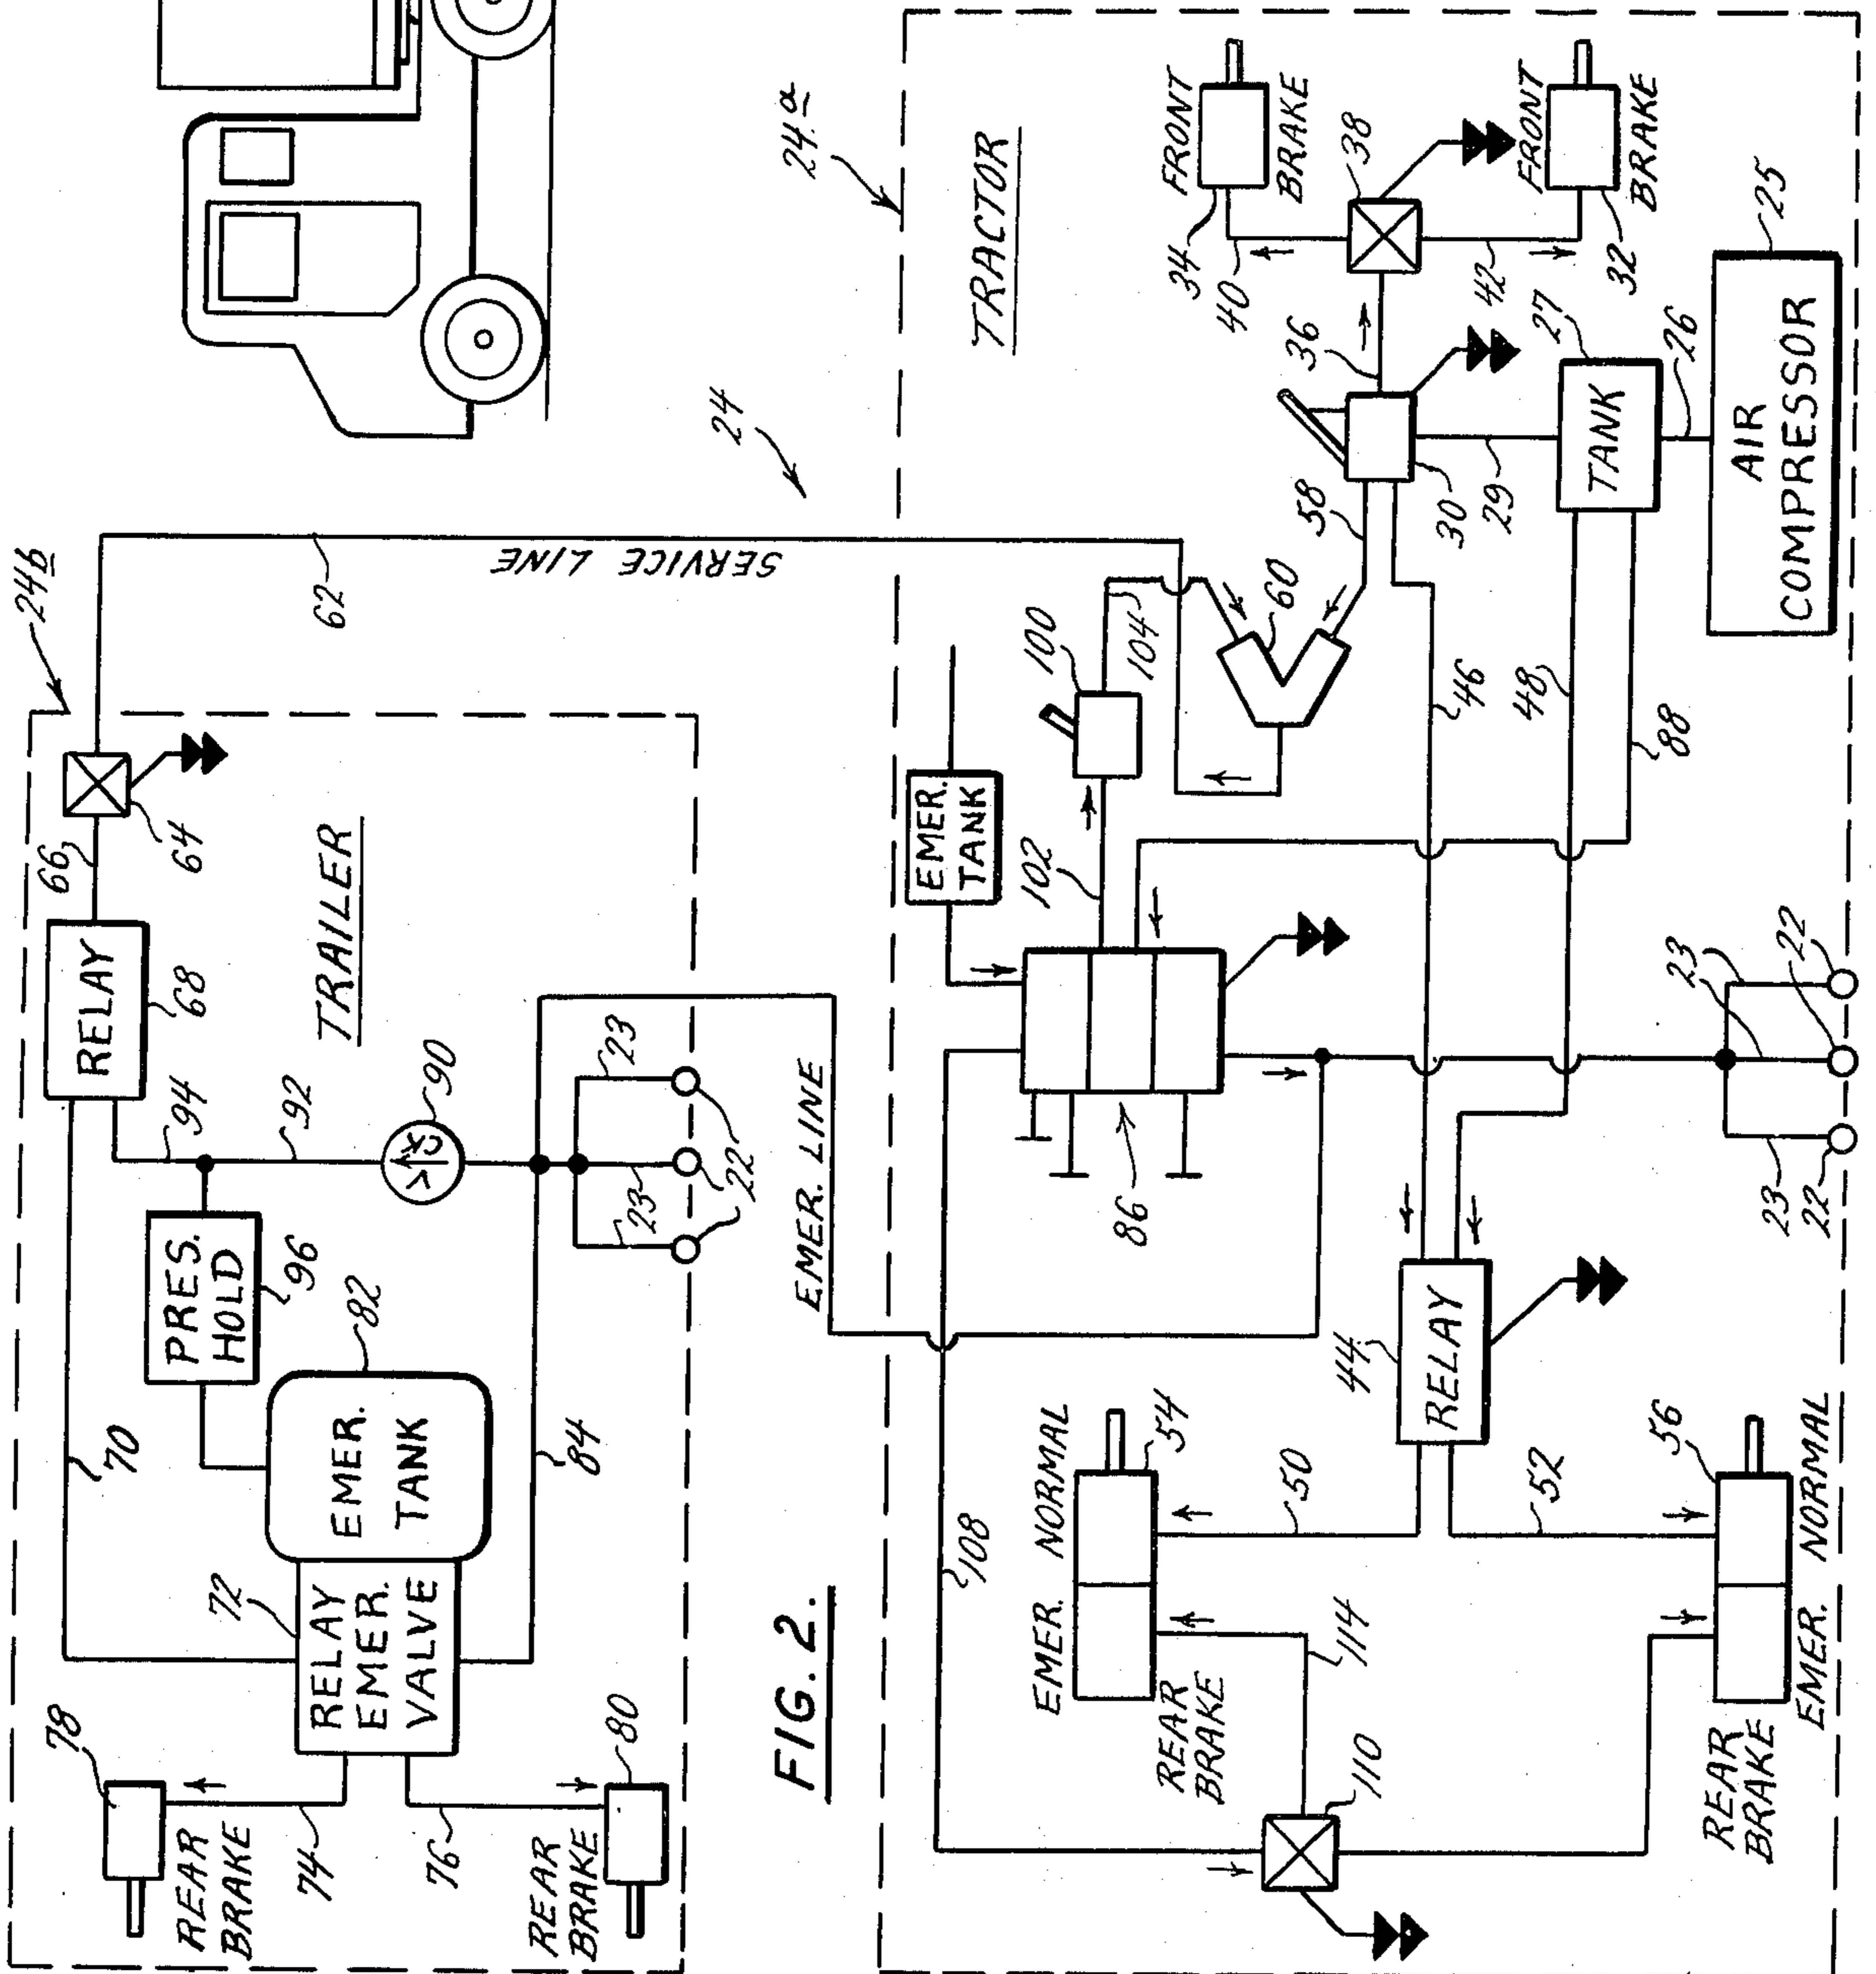 24b
62
SERVICE LINE
24
24a
66
64
RELAY
68
TRAILER
70
94
92
PRES.
HOLD
96
90
82
23
EMER.
TANK
84
23
23
22
72
RELAY
EMER.
VALVE
78
80
74
76
REAR
BRAKE
REAR
BRAKE
EMER. LINE
FIG. 2.
TRACTOR
FRONT
BRAKE
34
40
38
FRONT
BRAKE
42
32
36
27
25
TANK
26
AIR
COMPRESSOR
58
30
29
60
104
100
46
48
88
EMER.
TANK
102
86
23
22
23
22
44
RELAY
EMER. NORMAL
54
50
56
52
108
114
REAR
BRAKE
110
EMER. NORMAL
REAR
BRAKE